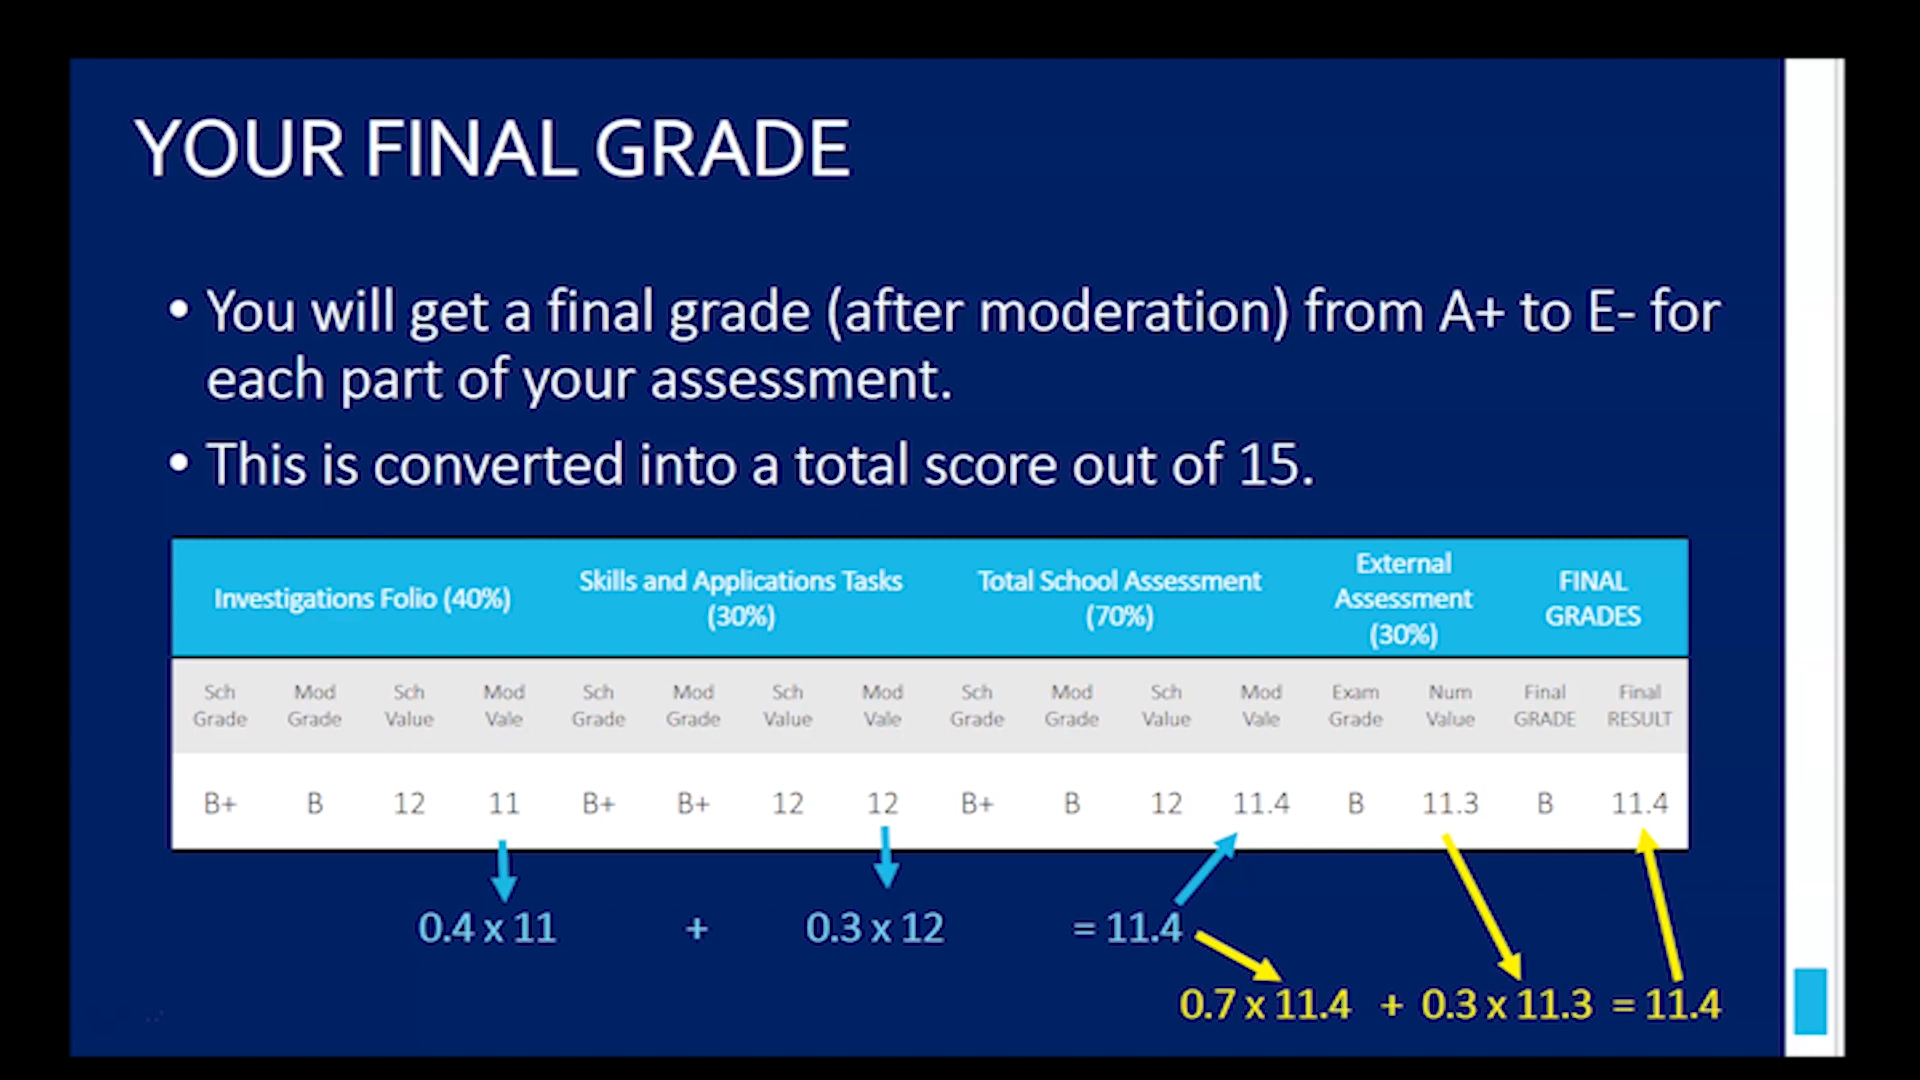 YOUR FINAL GRADE
• You will get a final grade (after moderation) from A+ to E- for
each part of your assessment.
• This is converted into a total score out of 15.
Investigations Folio (40%) Skills and Applications Tasks (30%) Total School Assessment (70%) External Assessment (30%) FINAL GRADES
Sch Grade Mod Grade Sch Value Mod Vale Sch Grade Mod Grade Sch Value Mod Vale Sch Grade Mod Grade Sch Value Mod Vale Exam Grade Num Value Final GRADE Final RESULT
B+ B 12 11 B+ B+ 12 12 B+ B 12 11.4 B 11.3 B 11.4
0.4 x 11 + 0.3 x 12 = 11.4
0.7 x 11.4 + 0.3 x 11.3 = 11.4